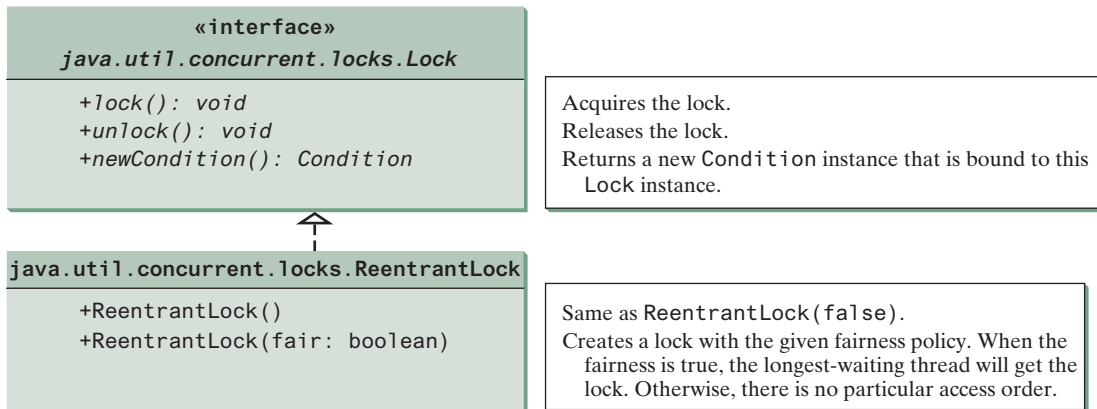 «interface»
java.util.concurrent.locks.Lock
+lock(): void
+unlock(): void
+newCondition(): Condition
Acquires the lock.
Releases the lock.
Returns a new Condition instance that is bound to this
Lock instance.
java.util.concurrent.locks.ReentrantLock
+ReentrantLock()
+ReentrantLock(fair: boolean)
Same as ReentrantLock(false).
Creates a lock with the given fairness policy. When the
fairness is true, the longest-waiting thread will get the
lock. Otherwise, there is no particular access order.